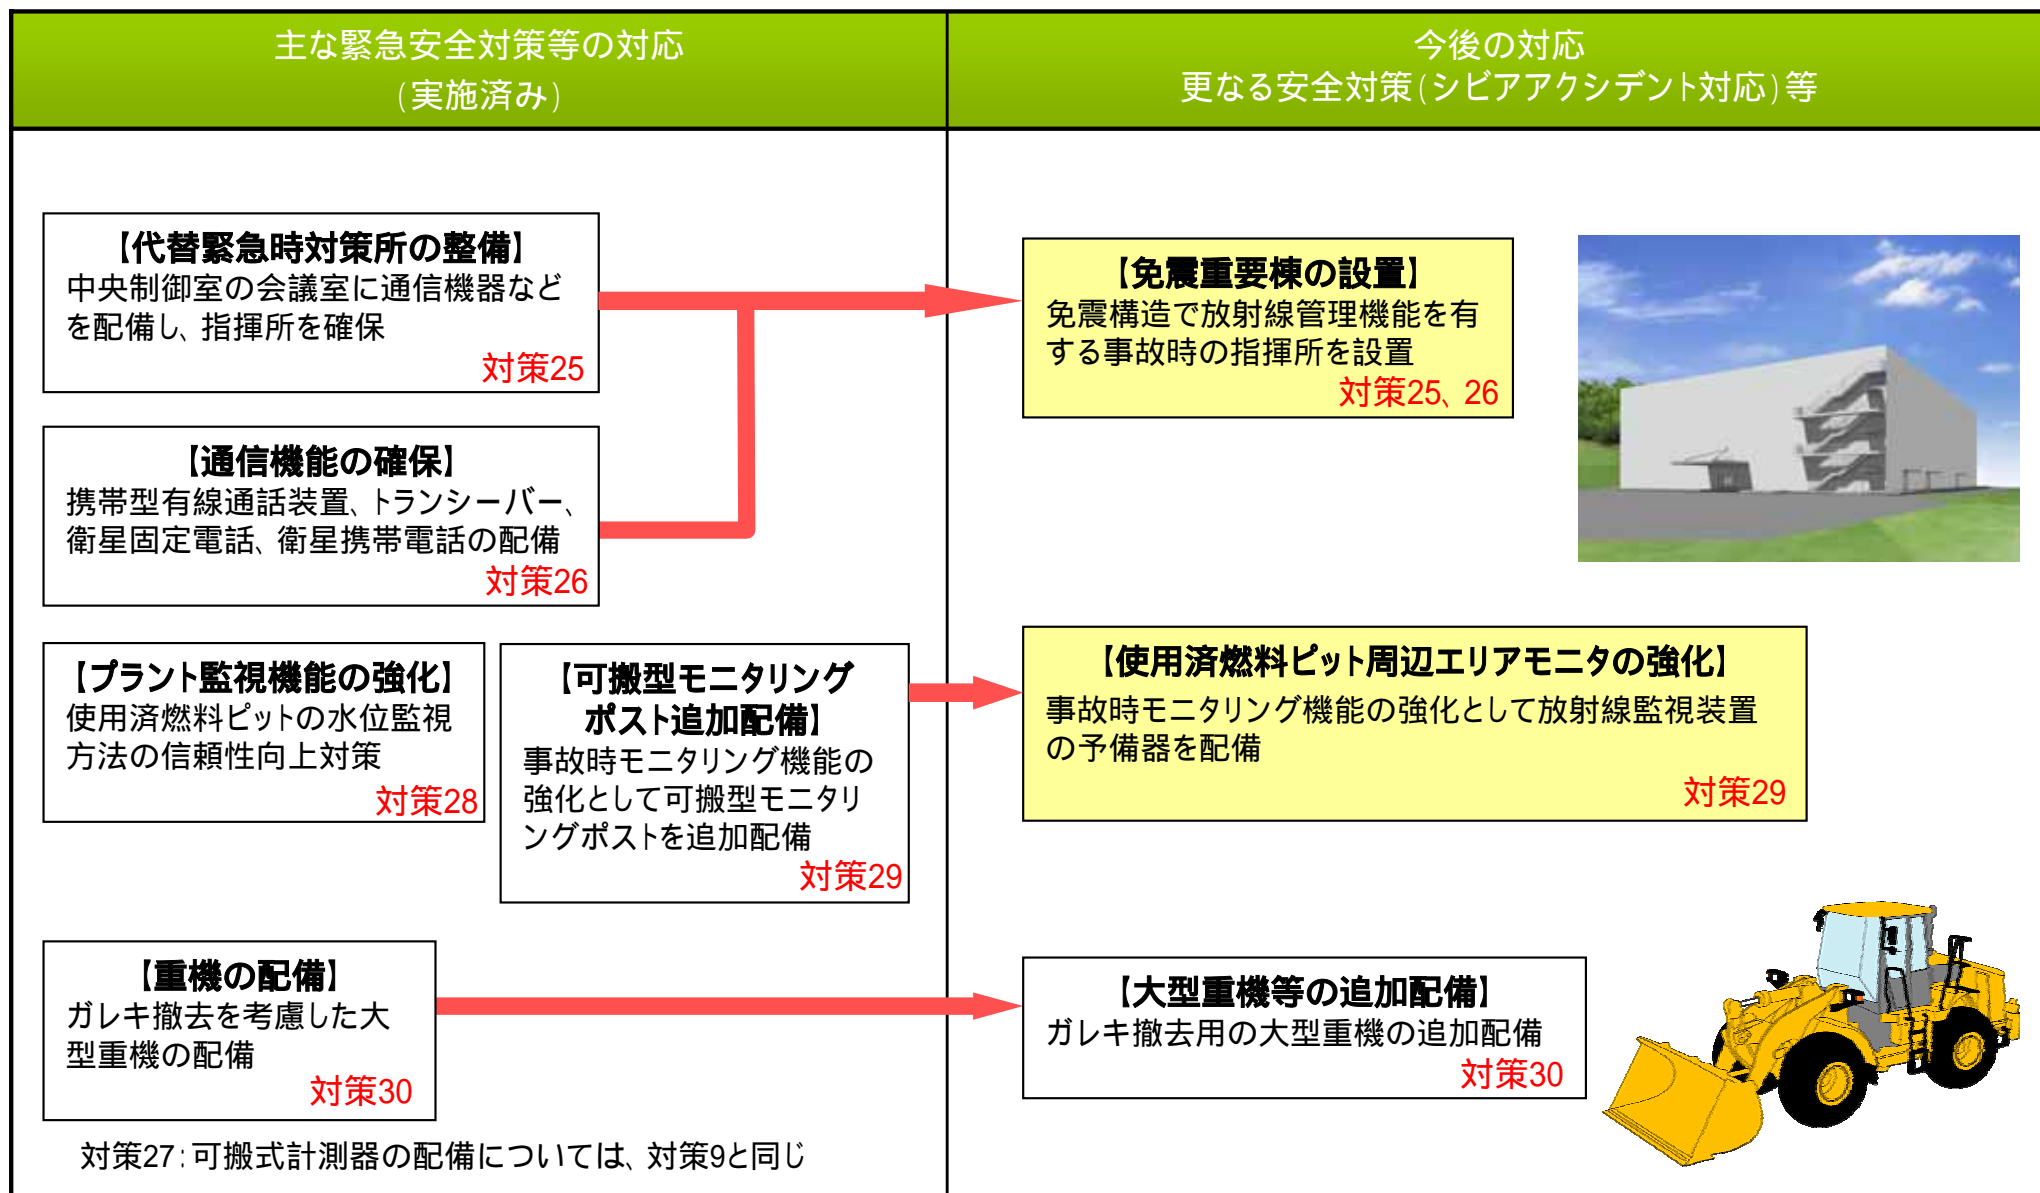 主な緊急安全対策等の対応
(実施済み)
今後の対応
更なる安全対策(シビアアクシデント対応)等
【代替緊急時対策所の整備】
中央制御室の会議室に通信機器など
を配備し、指揮所を確保
対策25
【通信機能の確保】
携帯型有線通話装置、トランシーバー、
衛星固定電話、衛星携帯電話の配備
対策26
【プラント監視機能の強化】
使用済燃料ピットの水位監視
方法の信頼性向上対策
対策28
【可搬型モニタリング
ポスト追加配備】
事故時モニタリング機能の
強化として可搬型モニタリ
ングポストを追加配備
対策29
【重機の配備】
ガレキ撤去を考慮した大
型重機の配備
対策30
対策27:可搬式計測器の配備については、対策9と同じ
【免震重要棟の設置】
免震構造で放射線管理機能を有
する事故時の指揮所を設置
対策25、26
【使用済燃料ピット周辺エリアモニタの強化】
事故時モニタリング機能の強化として放射線監視装置
の予備器を配備
対策29
【大型重機等の追加配備】
ガレキ撤去用の大型重機の追加配備
対策30